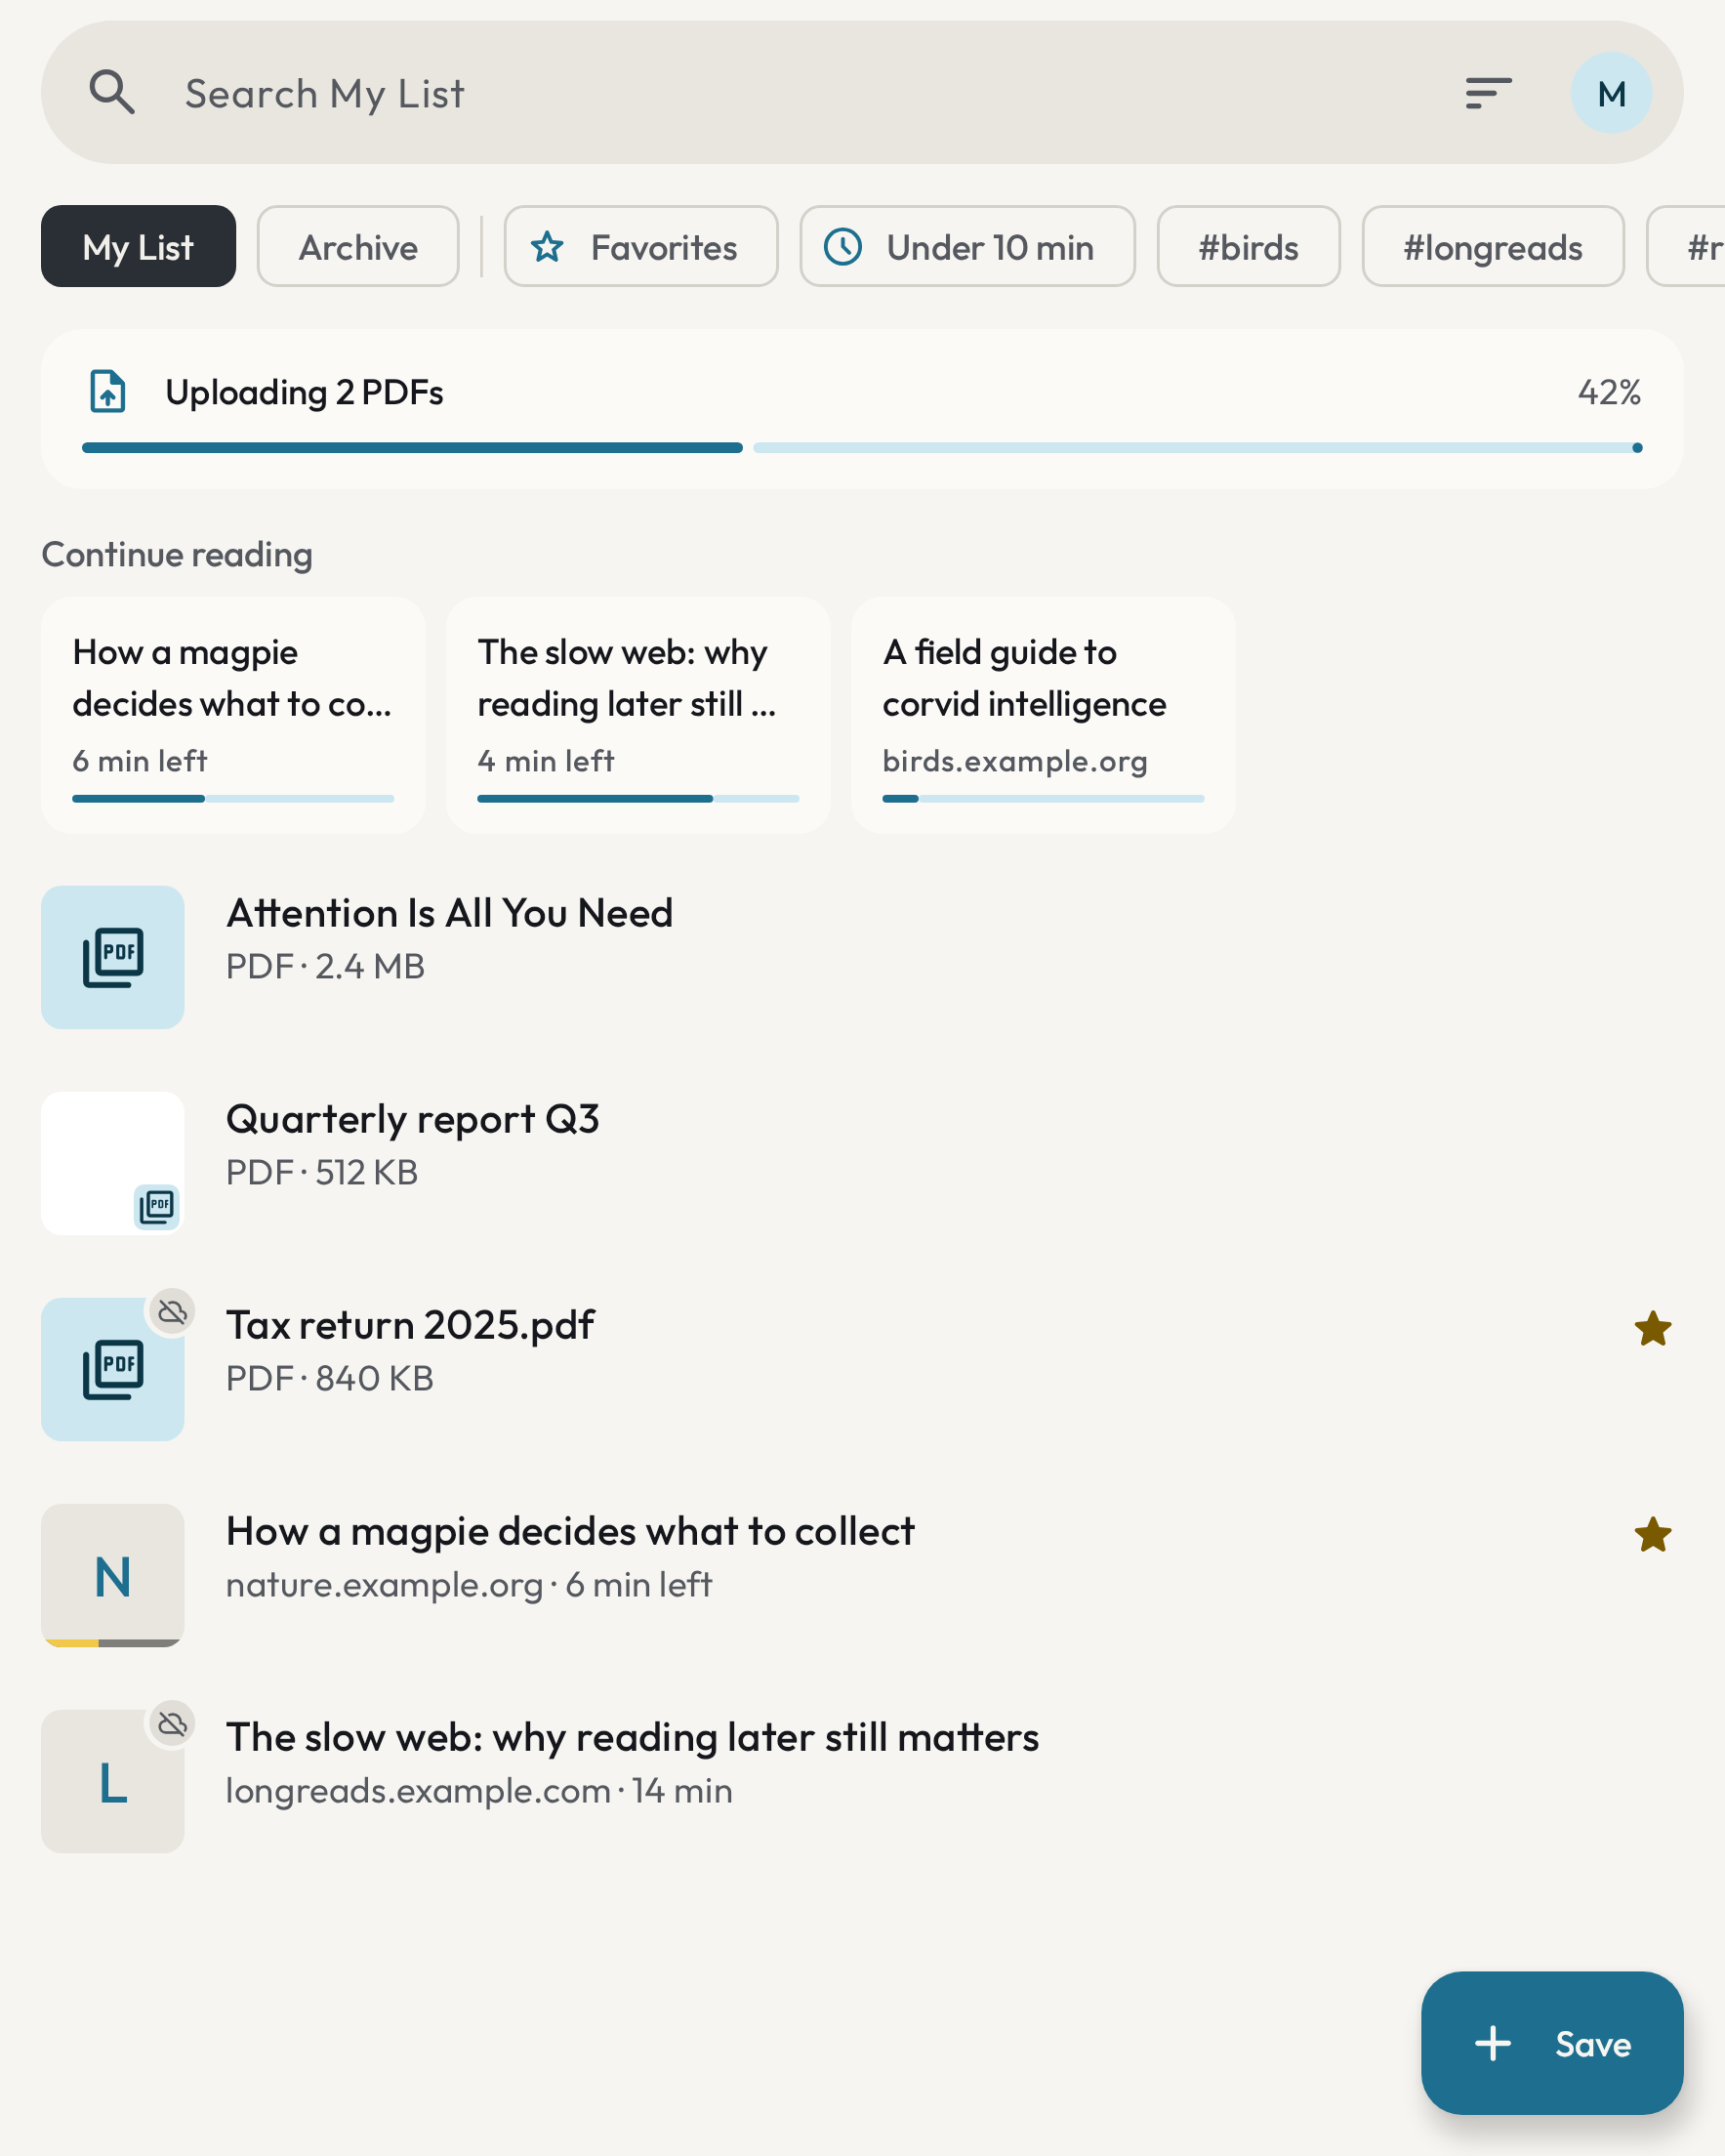 Search My List
M
My List
Archive
Favorites
Under 10 min
#birds
#longreads
#r
Uploading 2 PDFs
42%
Continue reading
How a magpie
decides what to co...
6 min left
The slow web: why
reading later still ...
4 min left
A field guide to
corvid intelligence
birds.example.org
PDF
Attention Is All You Need
PDF · 2.4 MB
Quarterly report Q3
PDF · 512 KB
PDF
Tax return 2025.pdf
PDF · 840 KB
PDF
N
How a magpie decides what to collect
nature.example.org · 6 min left
L
The slow web: why reading later still matters
longreads.example.com · 14 min
Save